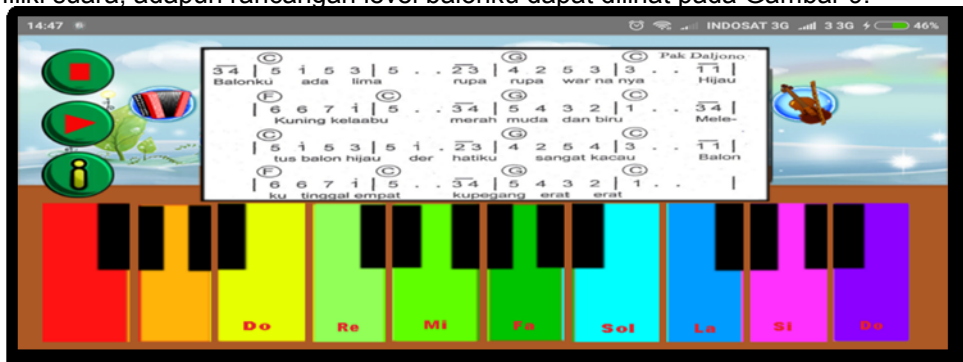 miliki suara, adapun rancangan level balonku dapat dilihat pada Gambar 6.
14:47 INDOSAT 3G 3 3G 46%
C G C Pak Daljono
3 4 | 5 i 5 3 | 5 . . 2 3 | 4 2 5 3 | 3 . . 1 1 |
Balonku ada lima rupa rupa war na nya Hijau
F C G C
| 6 6 7 i | 5 . . 3 4 | 5 4 3 2 | 1 . . 3 4 |
Kuning kelaabu merah muda dan biru Mele-
C G C
| 5 i 5 3 | 5 i . 2 3 | 4 2 5 4 | 3 . . 1 1 |
tus balon hijau der hatiku sangat kacau Balon
F C G C
| 6 6 7 i | 5 . . 3 4 | 5 4 3 2 | 1 . . |
ku tinggal empat kupegang erat erat
i
Do Re Mi Fa Sol La Si Do